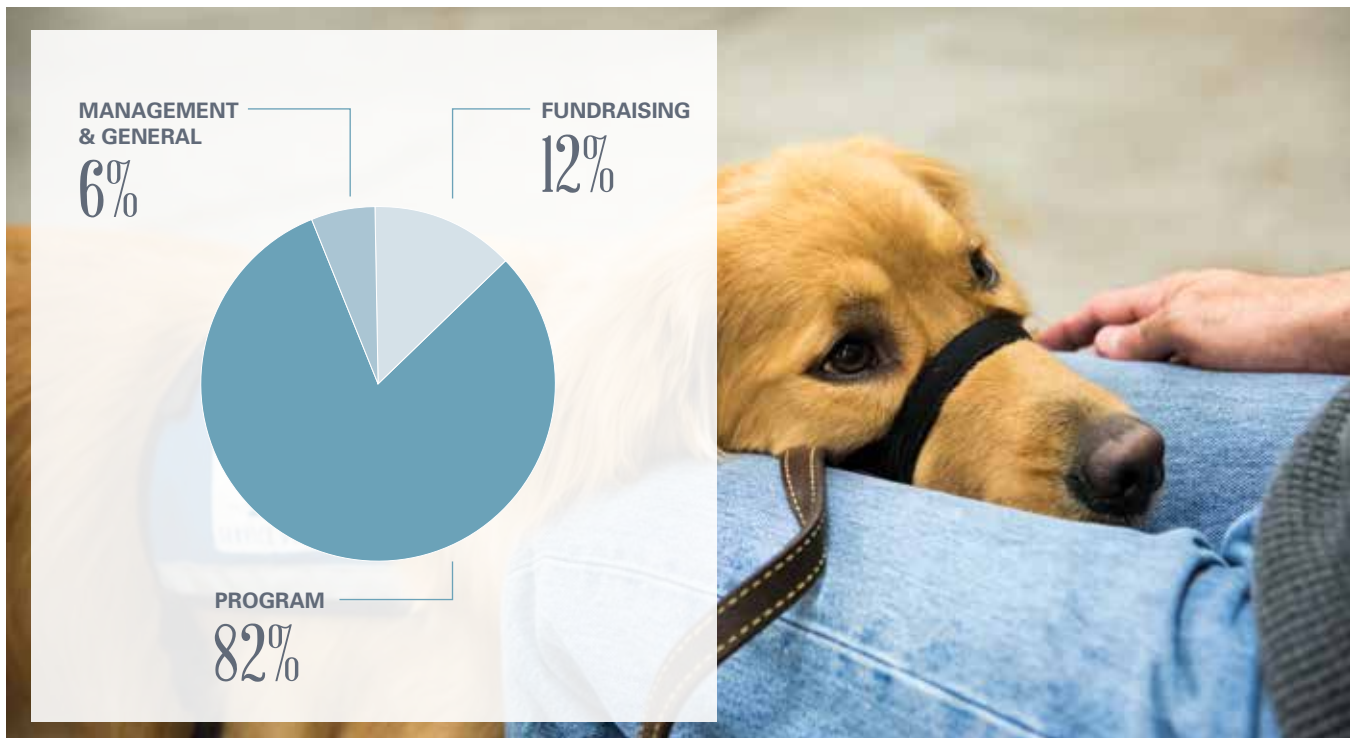 MANAGEMENT
& GENERAL
6%
FUNDRAISING
12%
PROGRAM
82%